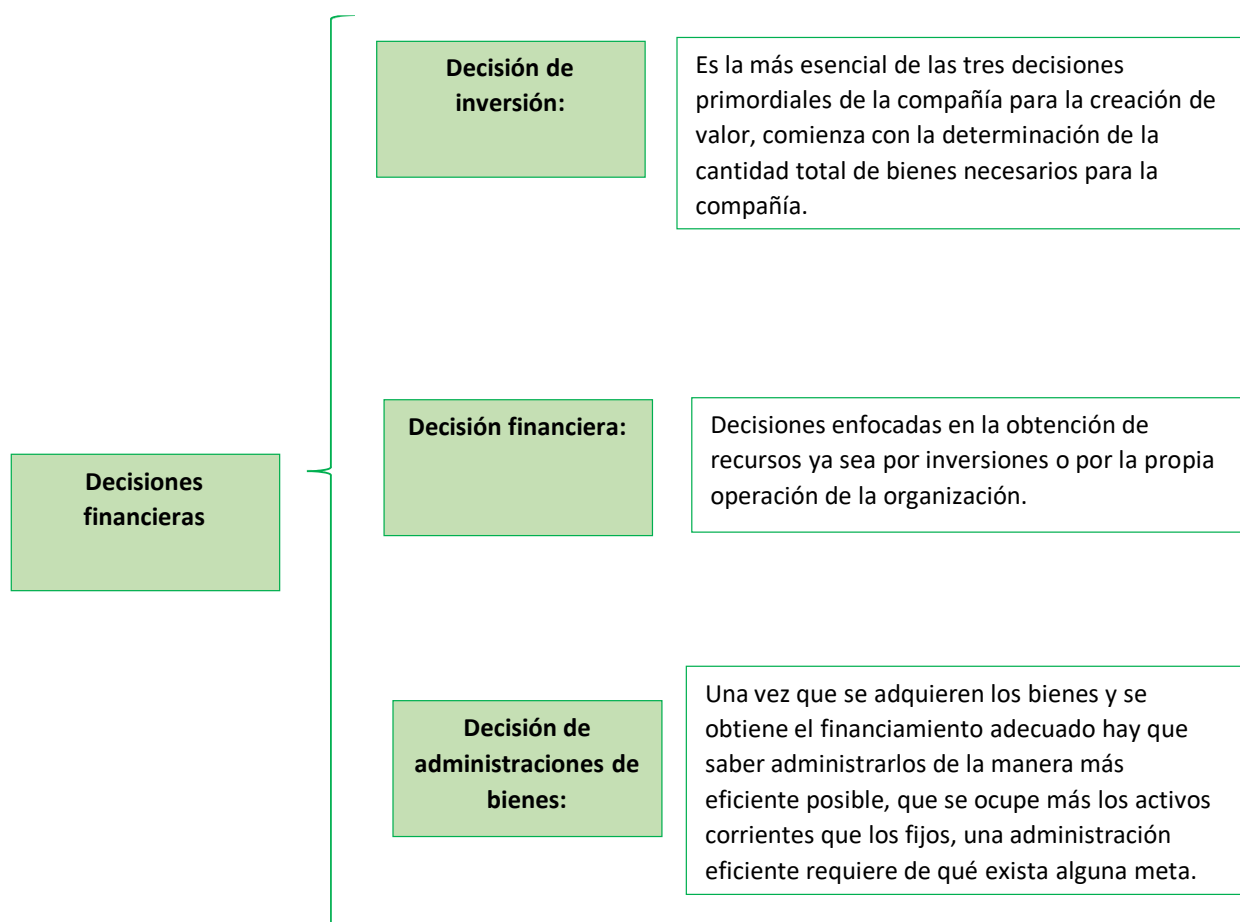 Decisión de
inversión:
Es la más esencial de las tres decisiones
primordiales de la compañía para la creación de
valor, comienza con la determinación de la
cantidad total de bienes necesarios para la
compañía.
Decisiones
financieras
Decisión financiera:
Decisiones enfocadas en la obtención de
recursos ya sea por inversiones o por la propia
operación de la organización.
Decisión de
administraciones de
bienes:
Una vez que se adquieren los bienes y se
obtiene el financiamiento adecuado hay que
saber administrarlos de la manera más
eficiente posible, que se ocupe más los activos
corrientes que los fijos, una administración
eficiente requiere de qué exista alguna meta.